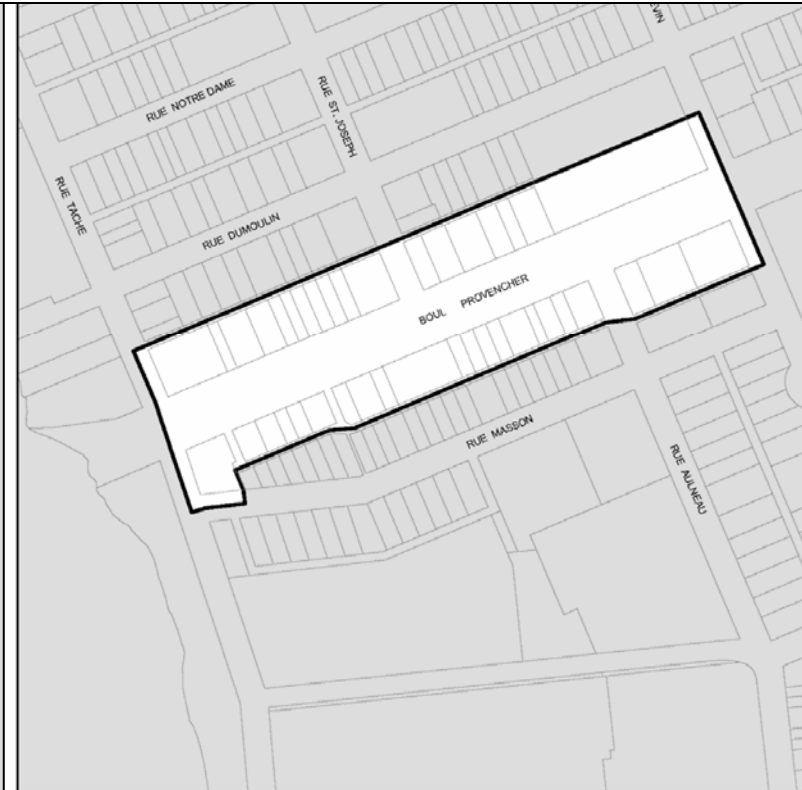 RUE NOTRE DAME
RUE ST. JOSEPH
RUE TACHE
RUE DUMOULIN
BOUL PROVENCHER
RUE MASSON
RUE AULNEAU